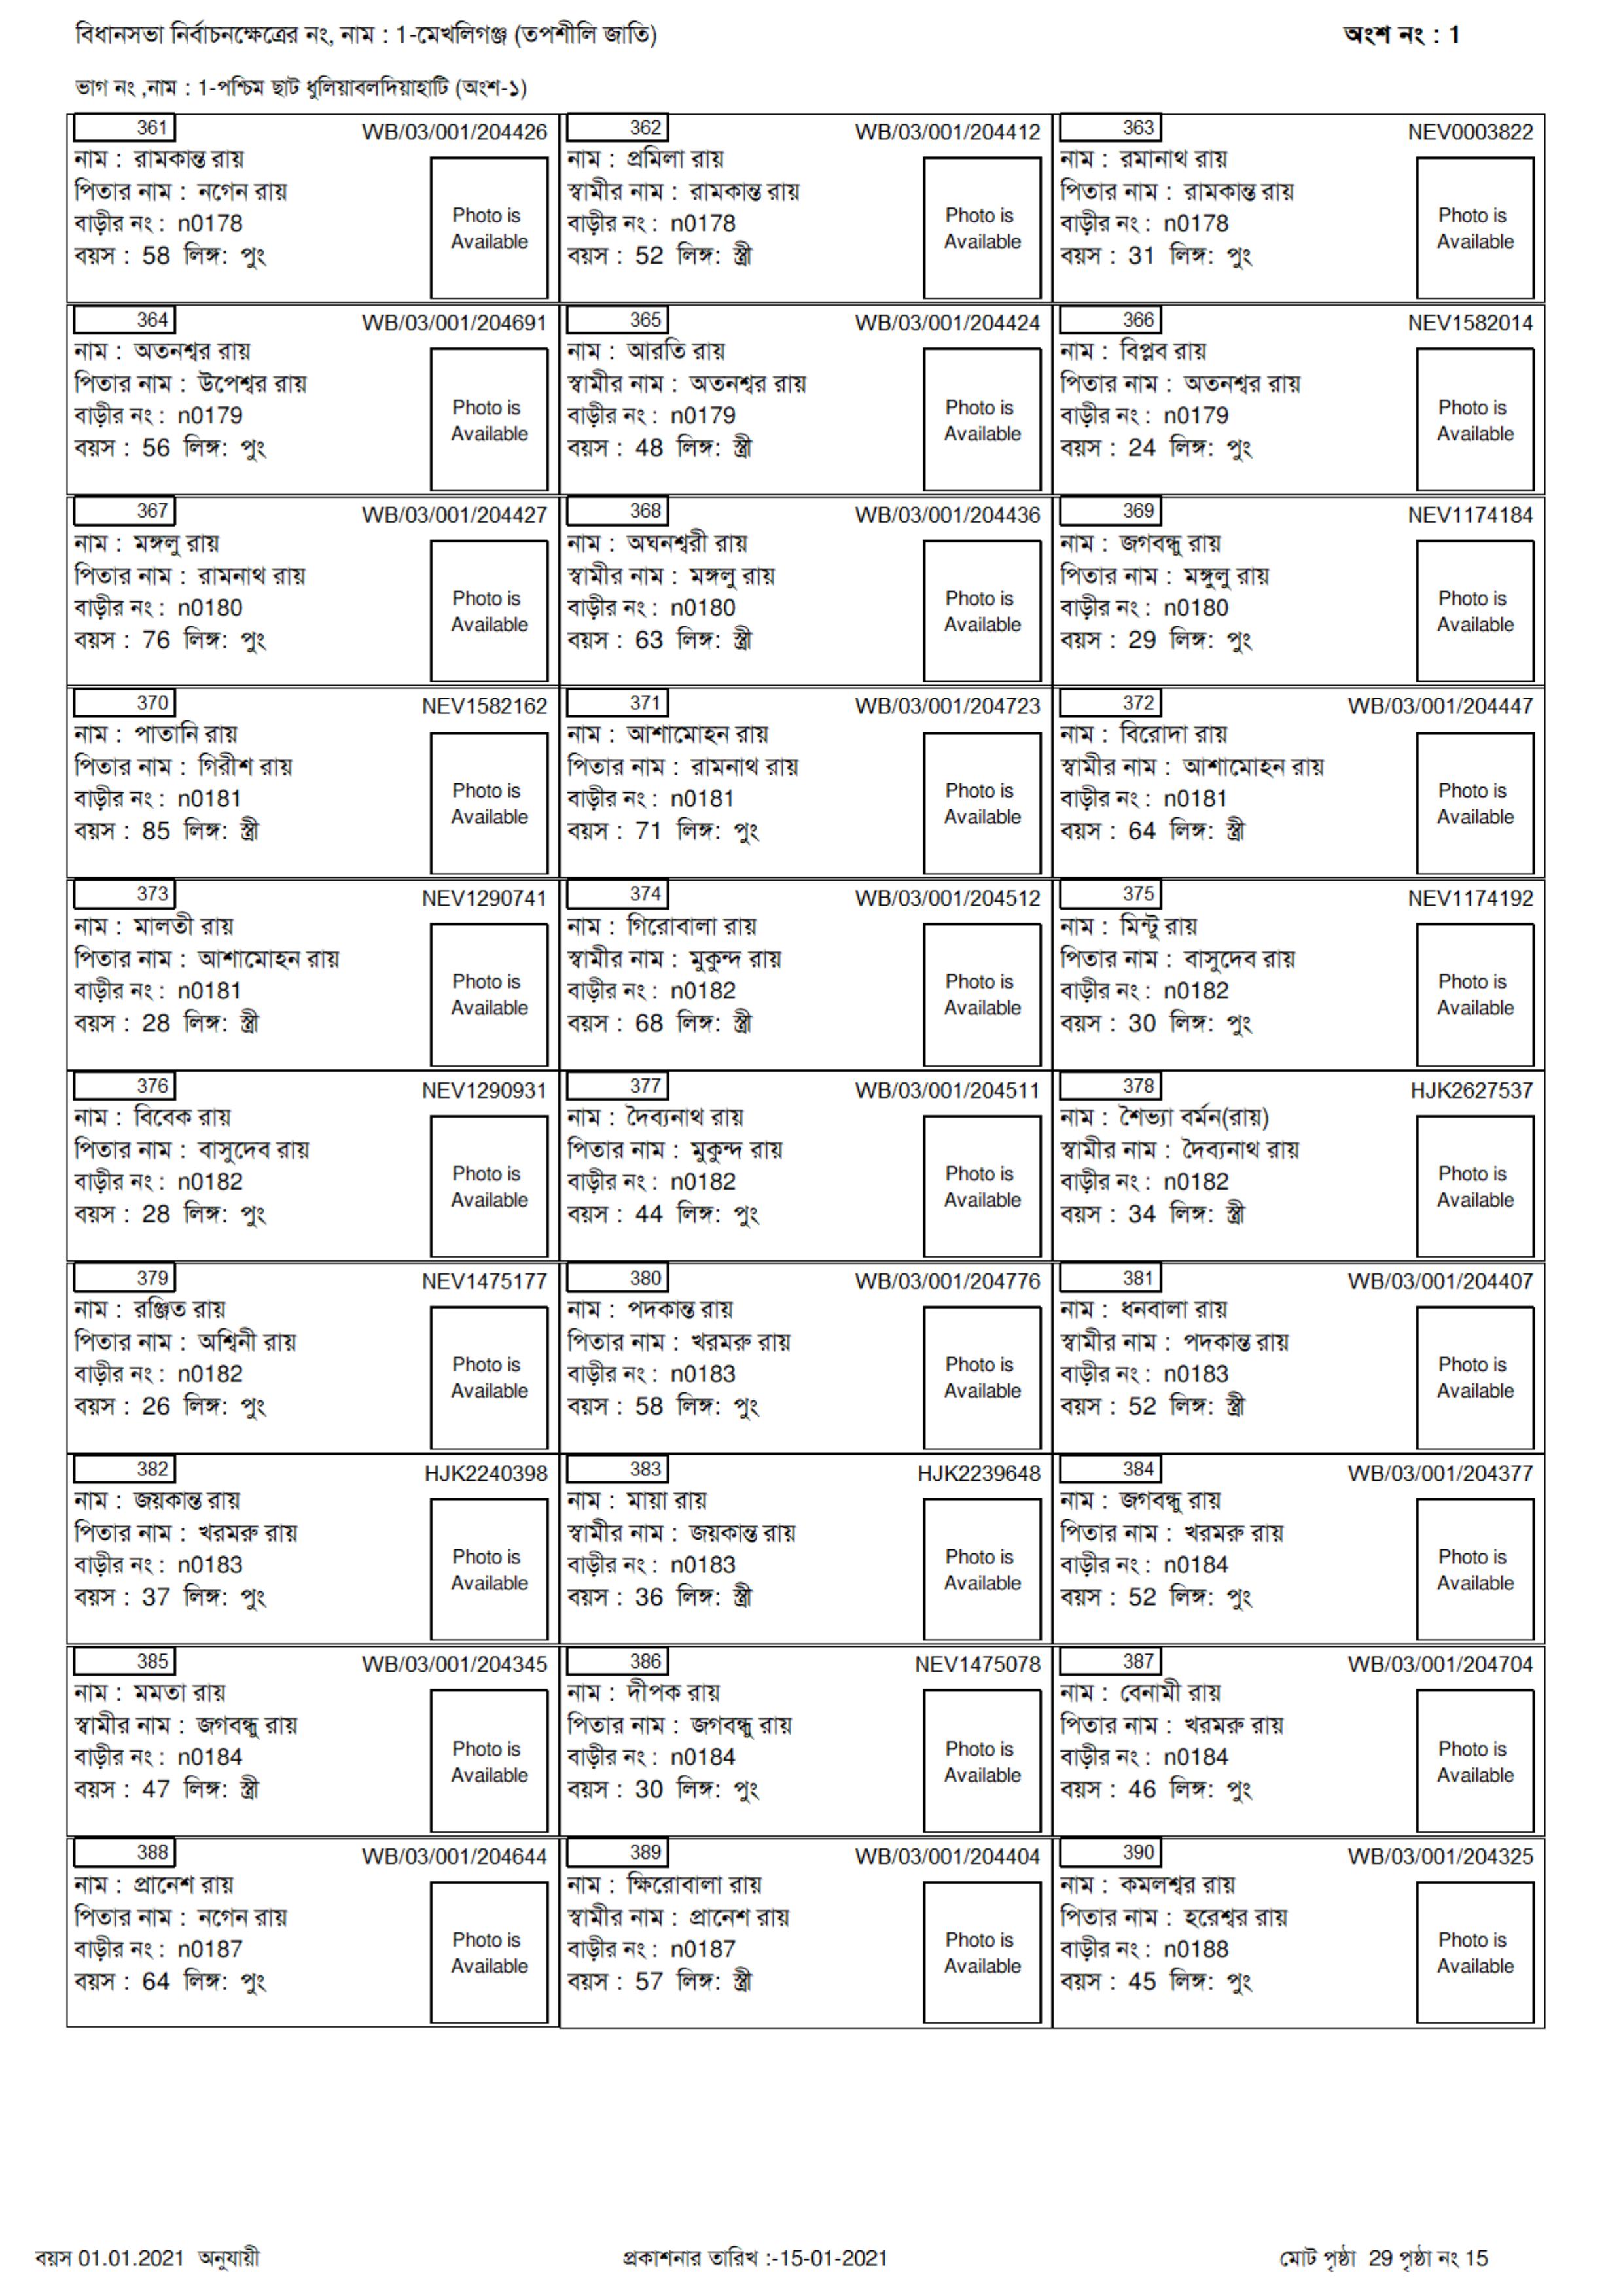 বিধানসভা নির্বাচনক্ষেত্রের নং, নাম : 1-মেখলিগঞ্জ (তপশীলি জাতি) অংশ নং : 1
ভাগ নং ,নাম : 1-পশ্চিম ছাট ধুলিয়াবলদিয়াহাটি (অংশ-১)
361 WB/03/001/204426
নাম : রামকান্ত রায়
পিতার নাম : নগেন রায়
বাড়ীর নং : n0178
বয়স : 58 লিঙ্গ: পুং
Photo is
Available
362 WB/03/001/204412
নাম : প্রমিলা রায়
স্বামীর নাম : রামকান্ত রায়
বাড়ীর নং : n0178
বয়স : 52 লিঙ্গ: স্ত্রী
Photo is
Available
363 NEV0003822
নাম : রমানাথ রায়
পিতার নাম : রামকান্ত রায়
বাড়ীর নং : n0178
বয়স : 31 লিঙ্গ: পুং
Photo is
Available
364 WB/03/001/204691
নাম : অতনশ্বর রায়
পিতার নাম : উপেশ্বর রায়
বাড়ীর নং : n0179
বয়স : 56 লিঙ্গ: পুং
Photo is
Available
365 WB/03/001/204424
নাম : আরতি রায়
স্বামীর নাম : অতনশ্বর রায়
বাড়ীর নং : n0179
বয়স : 48 লিঙ্গ: স্ত্রী
Photo is
Available
366 NEV1582014
নাম : বিপ্লব রায়
পিতার নাম : অতনশ্বর রায়
বাড়ীর নং : n0179
বয়স : 24 লিঙ্গ: পুং
Photo is
Available
367 WB/03/001/204427
নাম : মঙ্গলু রায়
পিতার নাম : রামনাথ রায়
বাড়ীর নং : n0180
বয়স : 76 লিঙ্গ: পুং
Photo is
Available
368 WB/03/001/204436
নাম : অঘনশ্বরী রায়
স্বামীর নাম : মঙ্গলু রায়
বাড়ীর নং : n0180
বয়স : 63 লিঙ্গ: স্ত্রী
Photo is
Available
369 NEV1174184
নাম : জগবন্ধু রায়
পিতার নাম : মঙ্গুলু রায়
বাড়ীর নং : n0180
বয়স : 29 লিঙ্গ: পুং
Photo is
Available
370 NEV1582162
নাম : পাতানি রায়
পিতার নাম : গিরীশ রায়
বাড়ীর নং : n0181
বয়স : 85 লিঙ্গ: স্ত্রী
Photo is
Available
371 WB/03/001/204723
নাম : আশামোহন রায়
পিতার নাম : রামনাথ রায়
বাড়ীর নং : n0181
বয়স : 71 লিঙ্গ: পুং
Photo is
Available
372 WB/03/001/204447
নাম : বিরোদা রায়
স্বামীর নাম : আশামোহন রায়
বাড়ীর নং : n0181
বয়স : 64 লিঙ্গ: স্ত্রী
Photo is
Available
373 NEV1290741
নাম : মালতী রায়
পিতার নাম : আশামোহন রায়
বাড়ীর নং : n0181
বয়স : 28 লিঙ্গ: স্ত্রী
Photo is
Available
374 WB/03/001/204512
নাম : গিরোবালা রায়
স্বামীর নাম : মুকুন্দ রায়
বাড়ীর নং : n0182
বয়স : 68 লিঙ্গ: স্ত্রী
Photo is
Available
375 NEV1174192
নাম : মিন্টু রায়
পিতার নাম : বাসুদেব রায়
বাড়ীর নং : n0182
বয়স : 30 লিঙ্গ: পুং
Photo is
Available
376 NEV1290931
নাম : বিবেক রায়
পিতার নাম : বাসুদেব রায়
বাড়ীর নং : n0182
বয়স : 28 লিঙ্গ: পুং
Photo is
Available
377 WB/03/001/204511
নাম : দৈব্যনাথ রায়
পিতার নাম : মুকুন্দ রায়
বাড়ীর নং : n0182
বয়স : 44 লিঙ্গ: পুং
Photo is
Available
378 HJK2627537
নাম : শৈভ্যা বর্মন(রায়)
স্বামীর নাম : দৈব্যনাথ রায়
বাড়ীর নং : n0182
বয়স : 34 লিঙ্গ: স্ত্রী
Photo is
Available
379 NEV1475177
নাম : রঞ্জিত রায়
পিতার নাম : অশ্বিনী রায়
বাড়ীর নং : n0182
বয়স : 26 লিঙ্গ: পুং
Photo is
Available
380 WB/03/001/204776
নাম : পদকান্ত রায়
পিতার নাম : খরমরু রায়
বাড়ীর নং : n0183
বয়স : 58 লিঙ্গ: পুং
Photo is
Available
381 WB/03/001/204407
নাম : ধনবালা রায়
স্বামীর নাম : পদকান্ত রায়
বাড়ীর নং : n0183
বয়স : 52 লিঙ্গ: স্ত্রী
Photo is
Available
382 HJK2240398
নাম : জয়কান্ত রায়
পিতার নাম : খরমরু রায়
বাড়ীর নং : n0183
বয়স : 37 লিঙ্গ: পুং
Photo is
Available
383 HJK2239648
নাম : মায়া রায়
স্বামীর নাম : জয়কান্ত রায়
বাড়ীর নং : n0183
বয়স : 36 লিঙ্গ: স্ত্রী
Photo is
Available
384 WB/03/001/204377
নাম : জগবন্ধু রায়
পিতার নাম : খরমরু রায়
বাড়ীর নং : n0184
বয়স : 52 লিঙ্গ: পুং
Photo is
Available
385 WB/03/001/204345
নাম : মমতা রায়
স্বামীর নাম : জগবন্ধু রায়
বাড়ীর নং : n0184
বয়স : 47 লিঙ্গ: স্ত্রী
Photo is
Available
386 NEV1475078
নাম : দীপক রায়
পিতার নাম : জগবন্ধু রায়
বাড়ীর নং : n0184
বয়স : 30 লিঙ্গ: পুং
Photo is
Available
387 WB/03/001/204704
নাম : বেনামী রায়
পিতার নাম : খরমরু রায়
বাড়ীর নং : n0184
বয়স : 46 লিঙ্গ: পুং
Photo is
Available
388 WB/03/001/204644
নাম : প্রানেশ রায়
পিতার নাম : নগেন রায়
বাড়ীর নং : n0187
বয়স : 64 লিঙ্গ: পুং
Photo is
Available
389 WB/03/001/204404
নাম : ক্ষিরোবালা রায়
স্বামীর নাম : প্রানেশ রায়
বাড়ীর নং : n0187
বয়স : 57 লিঙ্গ: স্ত্রী
Photo is
Available
390 WB/03/001/204325
নাম : কমলশ্বর রায়
পিতার নাম : হরেশ্বর রায়
বাড়ীর নং : n0188
বয়স : 45 লিঙ্গ: পুং
Photo is
Available
বয়স 01.01.2021 অনুযায়ী প্রকাশনার তারিখ :-15-01-2021 মোট পৃষ্ঠা 29 পৃষ্ঠা নং 15